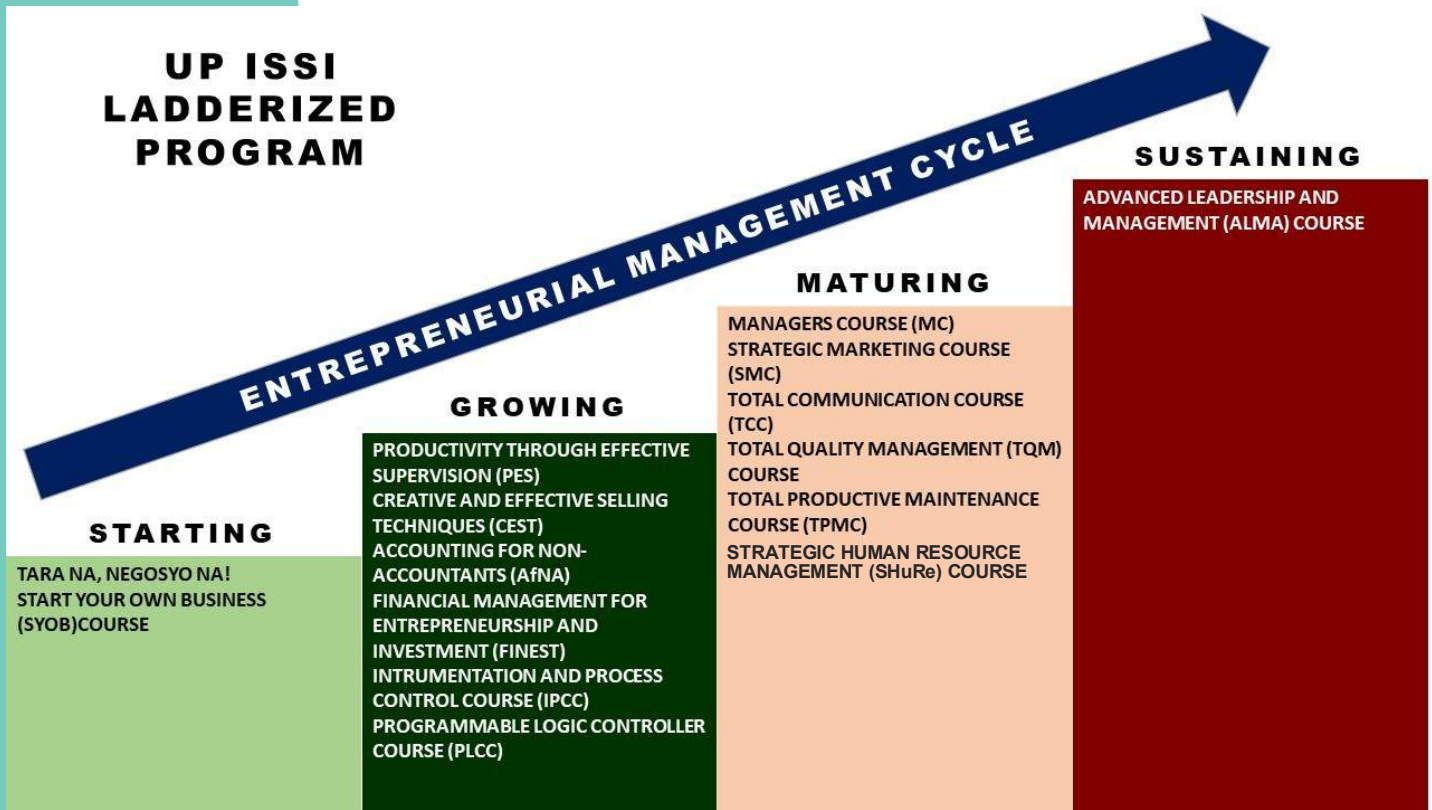 UP ISSI
LADDERIZED
PROGRAM
ENTREPRENEURIAL MANAGEMENT CYCLE
STARTING
TARA NA, NEGOSYO NA!
START YOUR OWN BUSINESS
(SYOB)COURSE
GROWING
PRODUCTIVITY THROUGH EFFECTIVE
SUPERVISION (PES)
CREATIVE AND EFFECTIVE SELLING
TECHNIQUES (CEST)
ACCOUNTING FOR NON-
ACCOUNTANTS (AfNA)
FINANCIAL MANAGEMENT FOR
ENTREPRENEURSHIP AND
INVESTMENT (FINEST)
INTRUMENTATION AND PROCESS
CONTROL COURSE (IPCC)
PROGRAMMABLE LOGIC CONTROLLER
COURSE (PLCC)
MATURING
MANAGERS COURSE (MC)
STRATEGIC MARKETING COURSE
(SMC)
TOTAL COMMUNICATION COURSE
(TCC)
TOTAL QUALITY MANAGEMENT (TQM)
COURSE
TOTAL PRODUCTIVE MAINTENANCE
COURSE (TPMC)
STRATEGIC HUMAN RESOURCE
MANAGEMENT (SHuRe) COURSE
SUSTAINING
ADVANCED LEADERSHIP AND
MANAGEMENT (ALMA) COURSE